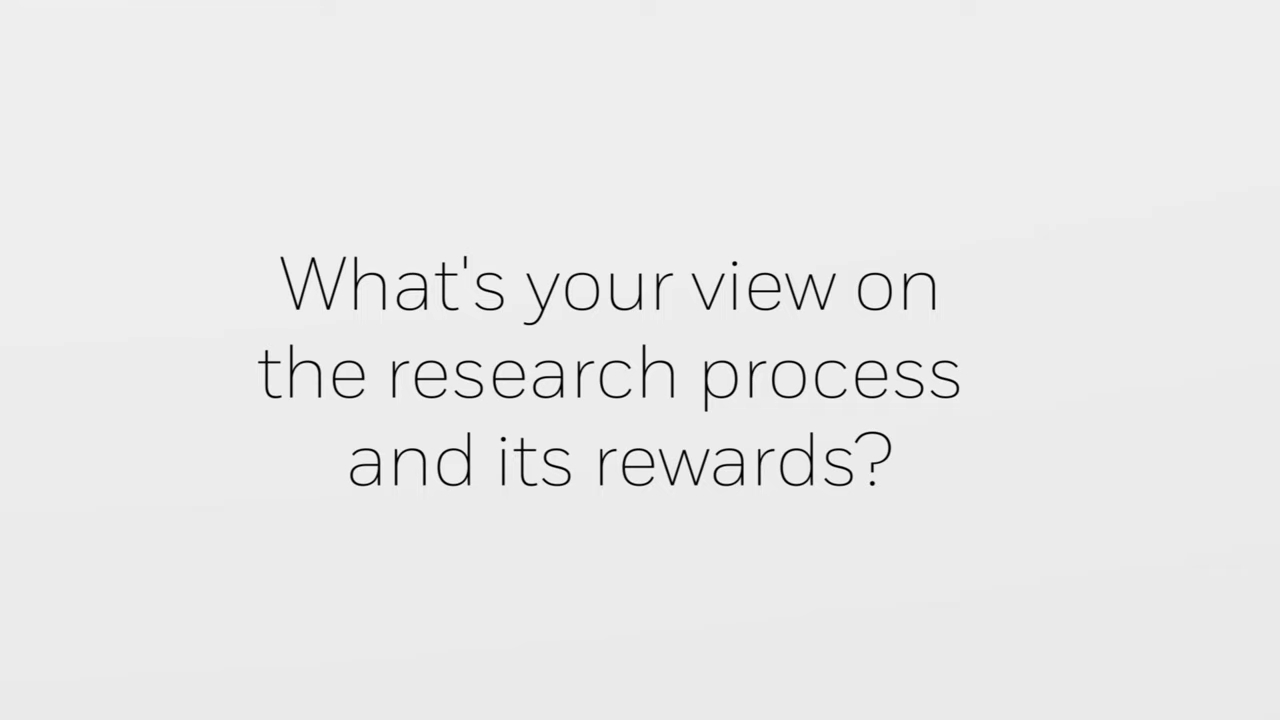 What's your view on
the research process
and its rewards?